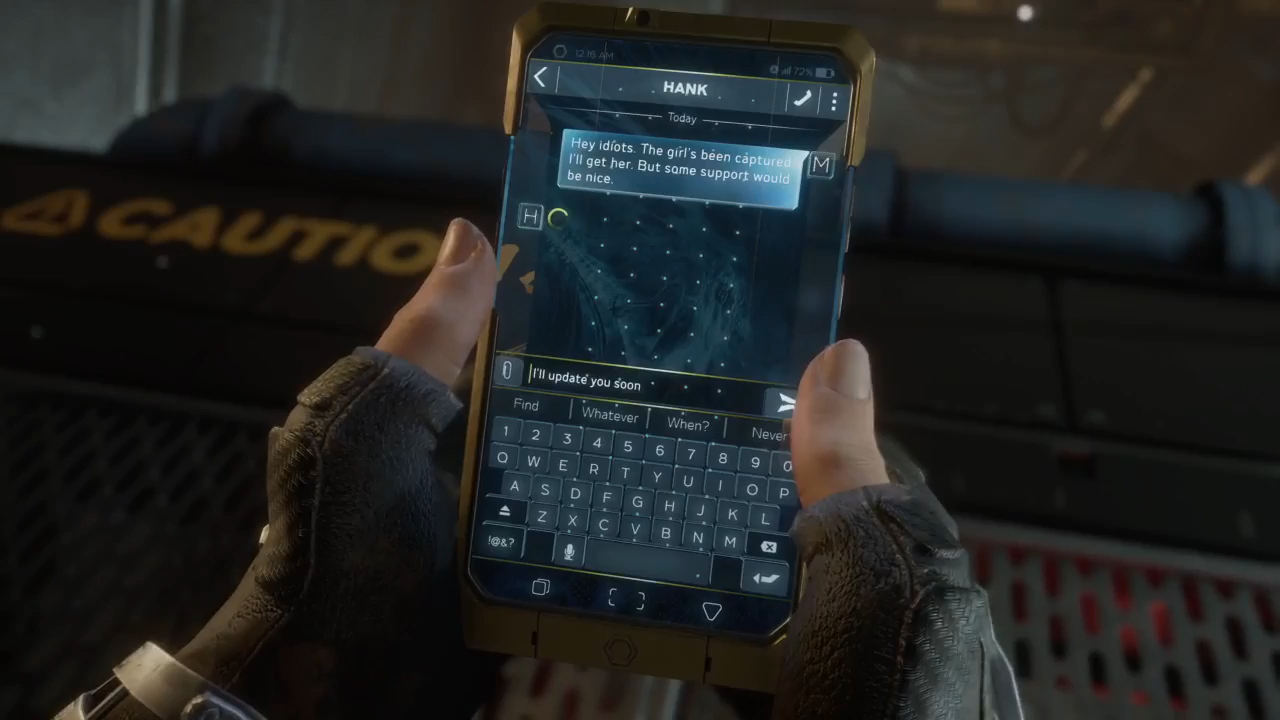 12:16 AM
72%
HANK
Today
Hey idiots. The girl's been captured
I'll get her. But some support would
be nice.
M
H
CAUTIO
I'll update you soon
Find Whatever When? Never
1 2 3 4 5 6 7 8 9 0
Q W E R T Y U I O P
A S D F G H J K L
Z X C V B N M
!@&?